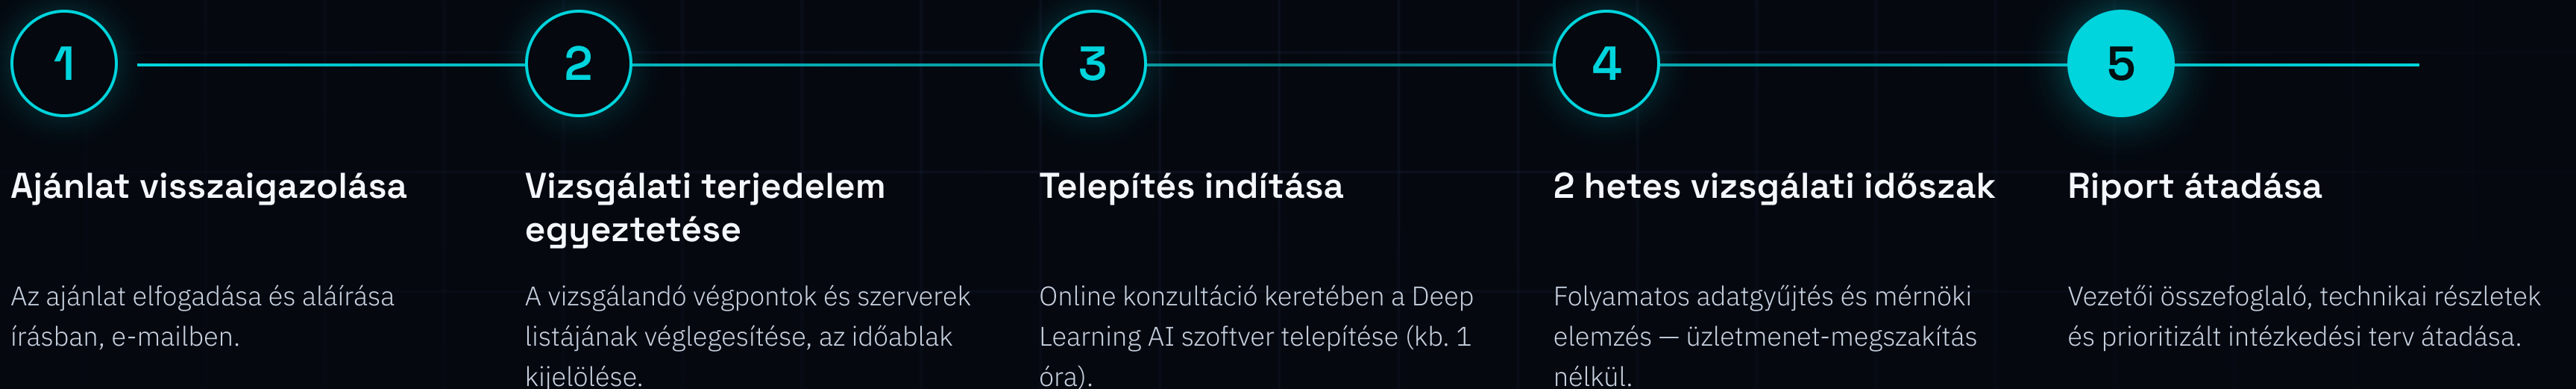 1
Ajánlat visszaigazolása
Az ajánlat elfogadása és aláírása
írásban, e-mailben.
2
Vizsgálati terjedelem
egyeztetése
A vizsgálandó végpontok és szerverek
listájának véglegesítése, az időablak
kijelölése.
3
Telepítés indítása
Online konzultáció keretében a Deep
Learning AI szoftver telepítése (kb. 1
óra).
4
2 hetes vizsgálati időszak
Folyamatos adatgyűjtés és mérnöki
elemzés — üzletmenet-megszakítás
nélkül.
5
Riport átadása
Vezetői összefoglaló, technikai részletek
és prioritizált intézkedési terv átadása.